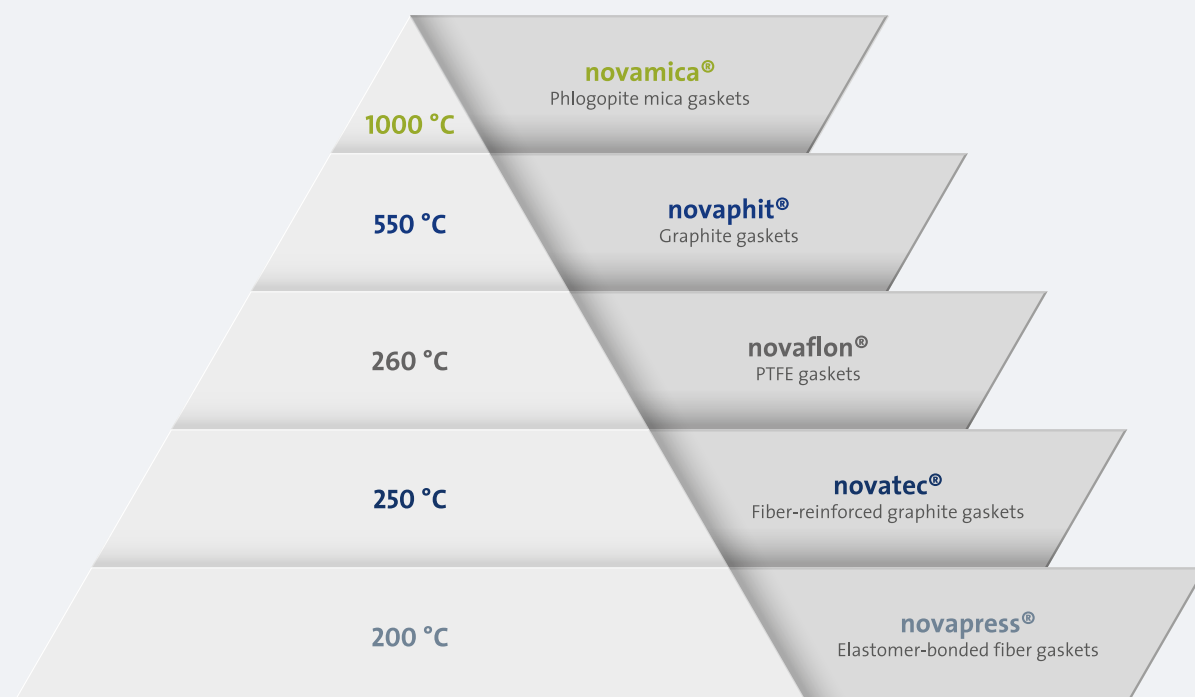 novamica®
Phlogopite mica gaskets
1000 °C
novaphit®
Graphite gaskets
550 °C
novaflon®
PTFE gaskets
260 °C
novatec®
Fiber-reinforced graphite gaskets
250 °C
novapress®
Elastomer-bonded fiber gaskets
200 °C